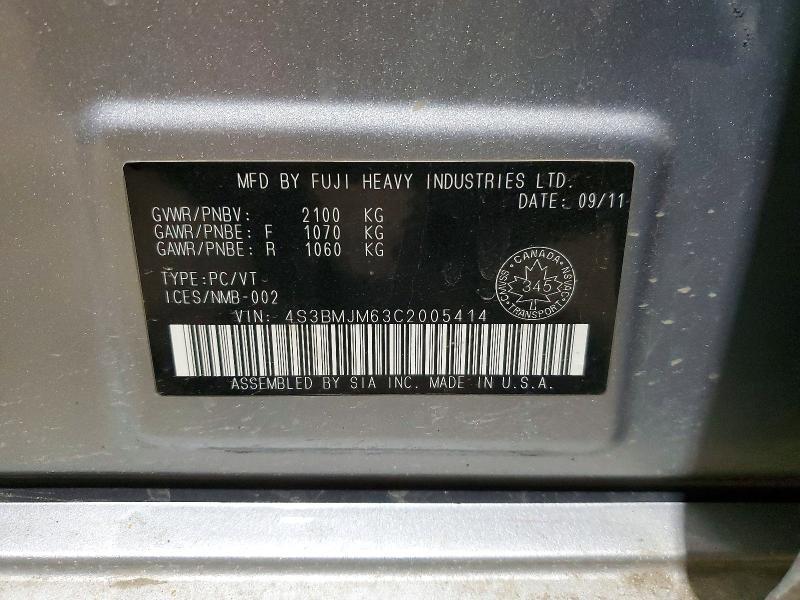 MFD BY FUJI HEAVY INDUSTRIES LTD.
DATE: 09/11
GVWR/PNBV: 2100 KG
GAWR/PNBE: F 1070 KG
GAWR/PNBE: R 1060 KG
TYPE:PC/VT
ICES/NMB-002
CANADA
CMVSS 345 NSVAC
TRANSPORT
VIN: 4S3BMJM63C2005414
ASSEMBLED BY SIA INC. MADE IN U.S.A.